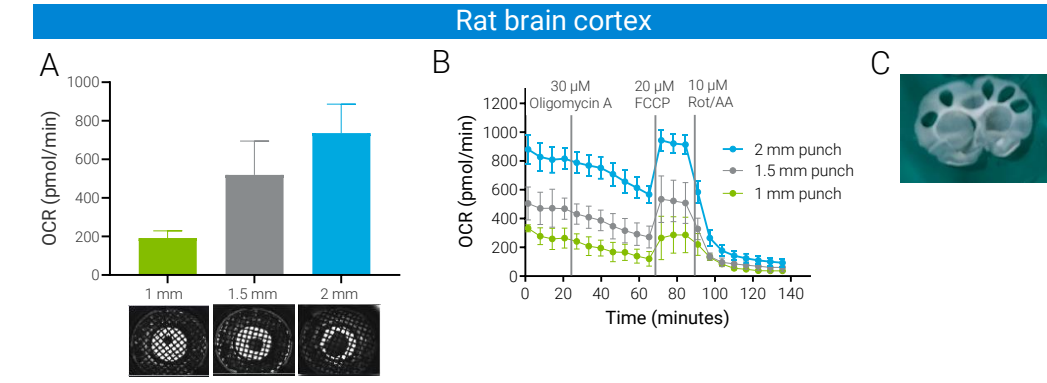 Rat brain cortex
A
1000
800
600
400
200
0
OCR (pmol/min)
1 mm
1.5 mm
2 mm
B
30 µM
Oligomycin A
20 µM
FCCP
10 µM
Rot/AA
1200
1000
800
600
400
200
0
OCR (pmol/min)
0 20 40 60 80 100 120 140
Time (minutes)
2 mm punch
1.5 mm punch
1 mm punch
C